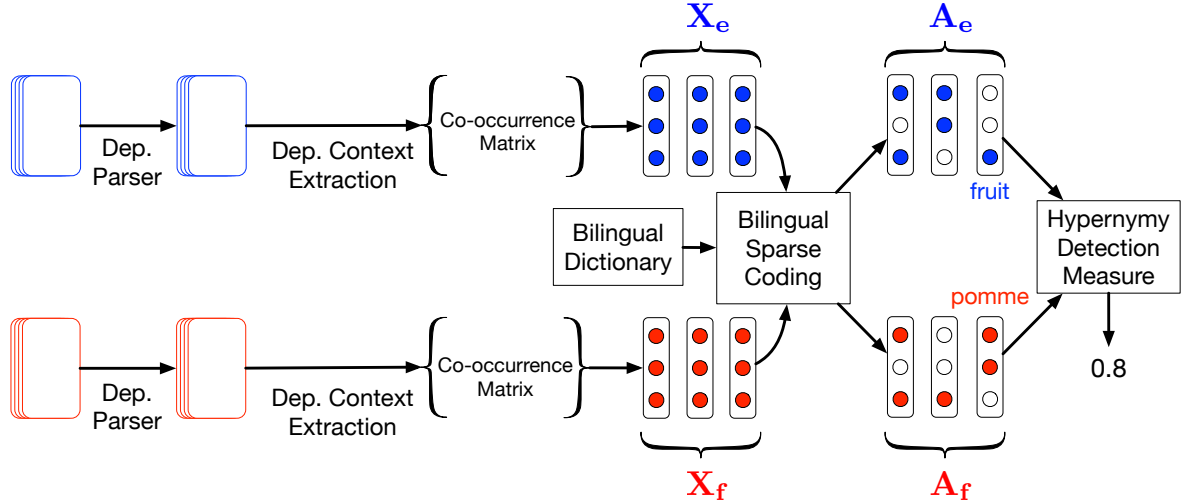 Xe
Ae
Dep.
Parser
Dep. Context
Extraction
Co-occurrence
Matrix
fruit
Bilingual
Dictionary
Bilingual
Sparse
Coding
Hypernymy
Detection
Measure
pomme
0.8
Dep.
Parser
Dep. Context
Extraction
Co-occurrence
Matrix
Xf
Af